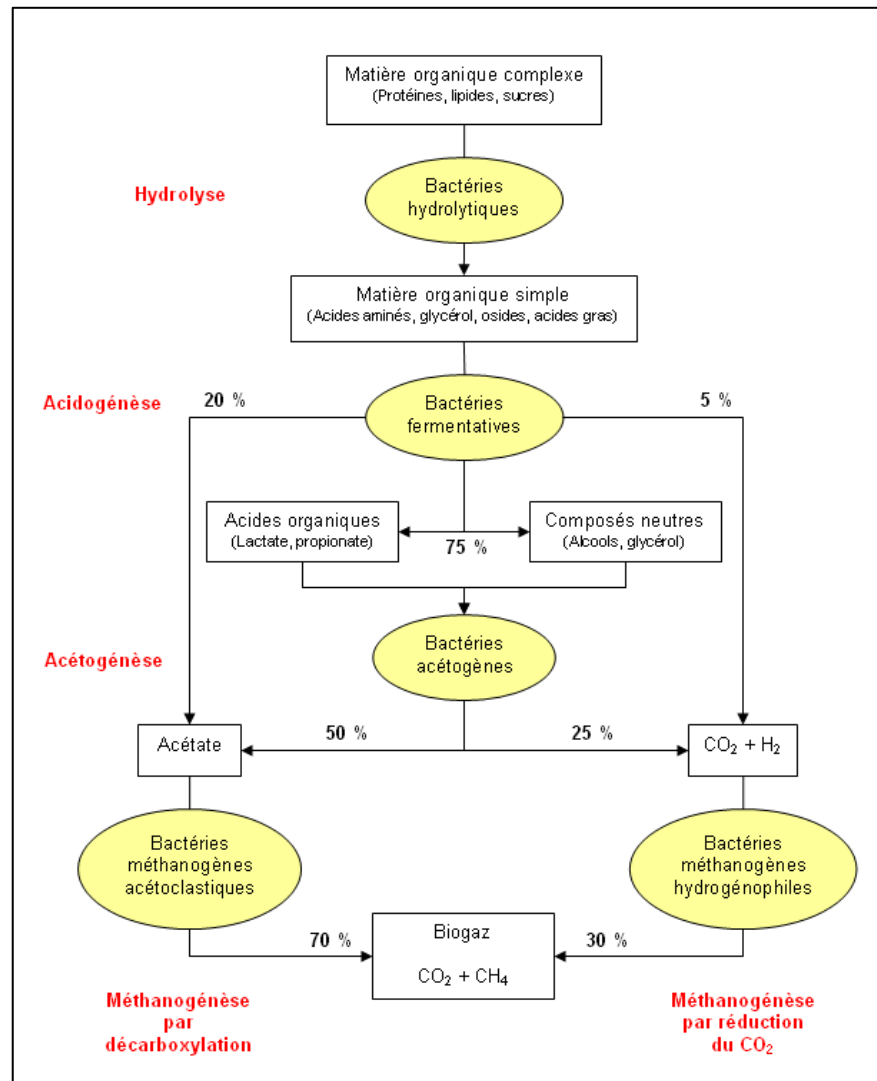 Matière organique complexe
(Protéines, lipides, sucres)
Hydrolyse
Bactéries
hydrolytiques
Matière organique simple
(Acides aminés, glycérol, osides, acides gras)
Acidogénèse
20 %
Bactéries
fermentatives
5 %
Acides organiques
(Lactate, propionate)
75 %
Composés neutres
(Alcools, glycérol)
Acétogénèse
Bactéries
acétogènes
Acétate
50 %
25 %
CO₂ + H₂
Bactéries
méthanogènes
acétoclastiques
Bactéries
méthanogènes
hydrogénophiles
70 %
Biogaz
CO₂ + CH₄
30 %
Méthanogénèse
par
décarboxylation
Méthanogénèse
par réduction
du CO₂